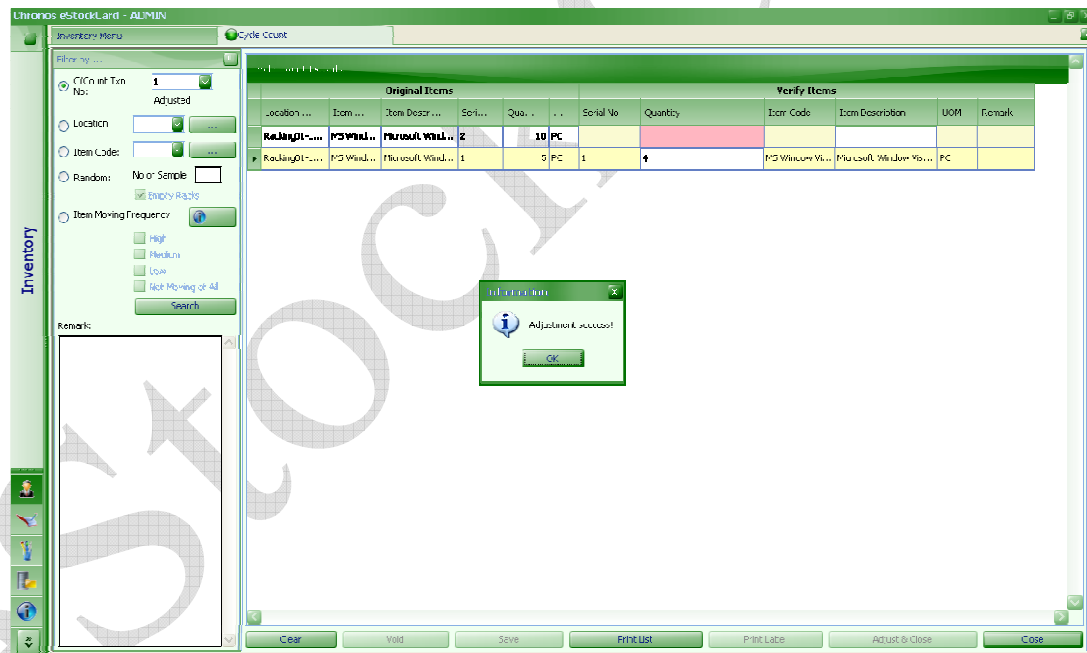 Chronos eStockCard - ADMIN
Inventory Menu
Cycle Count
Filter by ...
C/Count Txn No:
1
Adjusted
Location
...
Item Code:
...
Random:
No of Sample
Empty Racks
Item Moving Frequency
High
Medium
Low
Not Moving at All
Search
Remark:
Inventory
Original Items
Verify Items
Location ... Item ... Item Descr ... Seri... Qua... ... Serial No Quantity Item Code Item Description UOM Remark
Racking01-L... MS Wind... Microsoft Wind... 2 10 PC
Racking01-L... MS Wind... Microsoft Wind... 1 5 PC 1 4 MS Window Vi... Microsoft Window Vis... PC
Information
Adjustment success!
OK
Clear
Void
Save
Print List
Print Label
Adjust & Close
Close
Stock